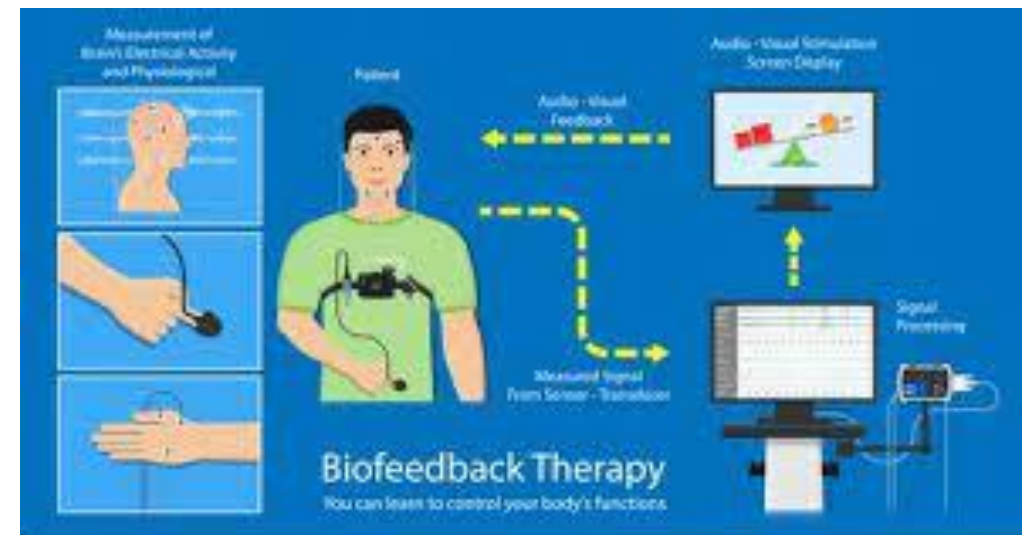 Measurement of
Brain's Electrical Activity
and Physiological
Patient
Audio - Visual
Feedback
Audio - Visual Stimulation
Screen Display
Signal
Processing
Measured Signal
From Sensor - Transducer
Biofeedback Therapy
You can learn to control your body's functions